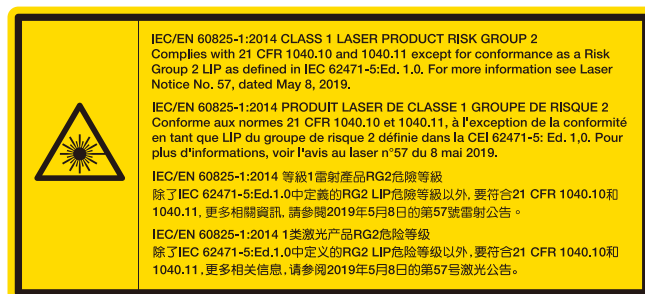 IEC/EN 60825-1:2014 CLASS 1 LASER PRODUCT RISK GROUP 2
Complies with 21 CFR 1040.10 and 1040.11 except for conformance as a Risk
Group 2 LIP as defined in IEC 62471-5:Ed. 1.0. For more information see Laser
Notice No. 57, dated May 8, 2019.
IEC/EN 60825-1:2014 PRODUIT LASER DE CLASSE 1 GROUPE DE RISQUE 2
Conforme aux normes 21 CFR 1040.10 et 1040.11, à l'exception de la conformité
en tant que LIP du groupe de risque 2 définie dans la CEI 62471-5: Ed. 1,0. Pour
plus d'informations, voir l'avis au laser n°57 du 8 mai 2019.
IEC/EN 60825-1:2014 等級1雷射產品RG2危險等級
除了IEC 62471-5:Ed.1.0中定義的RG2 LIP危險等級以外, 要符合21 CFR 1040.10和
1040.11, 更多相關資訊, 請參閱2019年5月8日的第57號雷射公告。
IEC/EN 60825-1:2014 1类激光产品RG2危险等级
除了IEC 62471-5:Ed.1.0中定义的RG2 LIP危险等级以外, 要符合21 CFR 1040.10和
1040.11, 更多相关信息, 请参阅2019年5月8日的第57号激光公告。